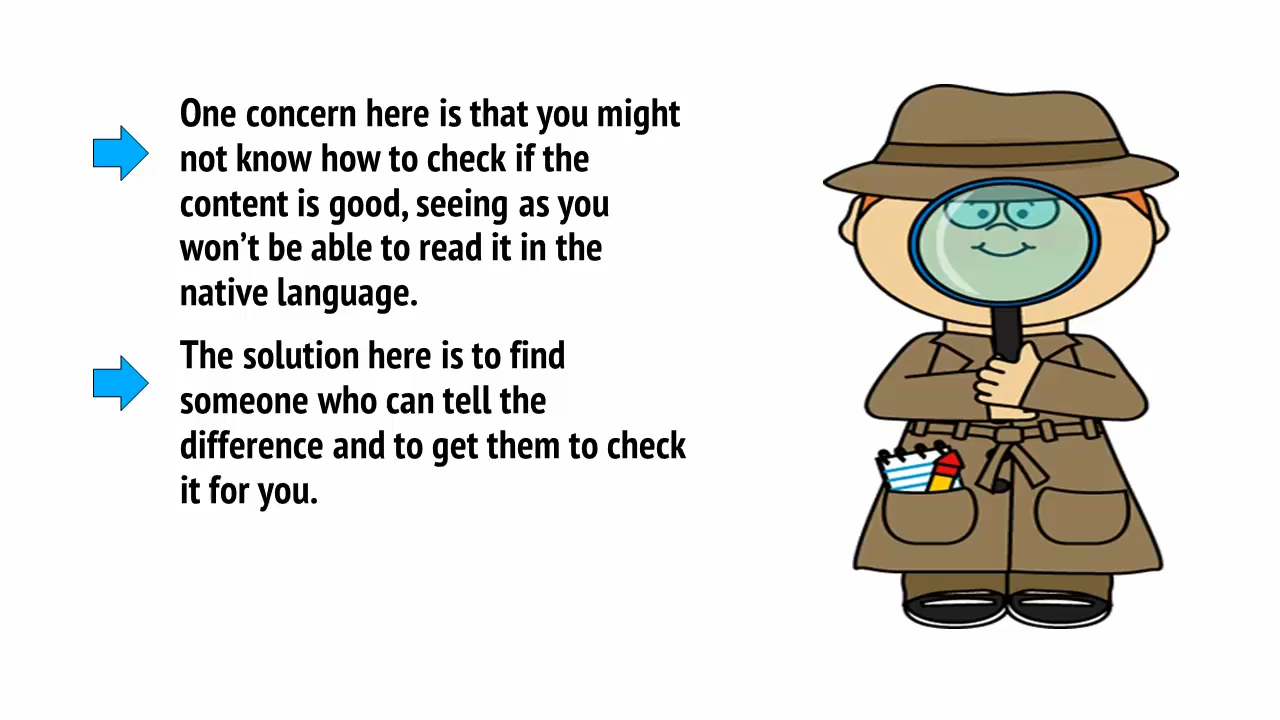 One concern here is that you might
not know how to check if the
content is good, seeing as you
won’t be able to read it in the
native language.
The solution here is to find
someone who can tell the
difference and to get them to check
it for you.